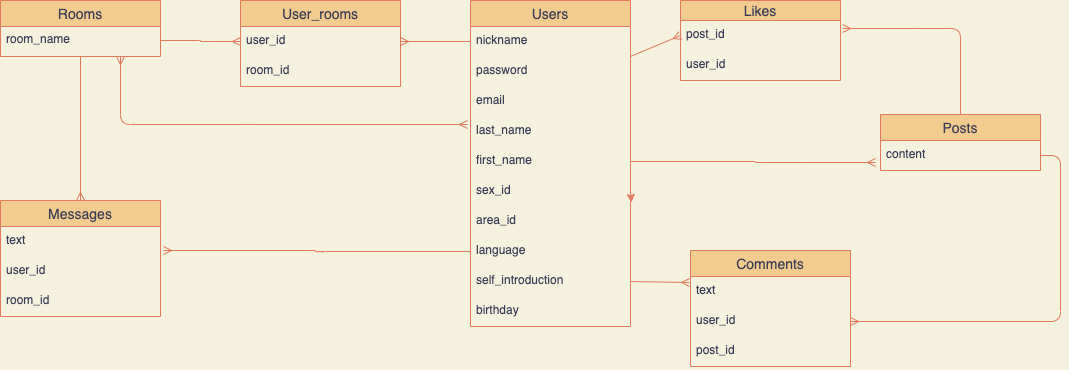 Rooms
room_name
User_rooms
user_id
room_id
Users
nickname
password
email
last_name
first_name
sex_id
area_id
language
self_introduction
birthday
Likes
post_id
user_id
Posts
content
Messages
text
user_id
room_id
Comments
text
user_id
post_id